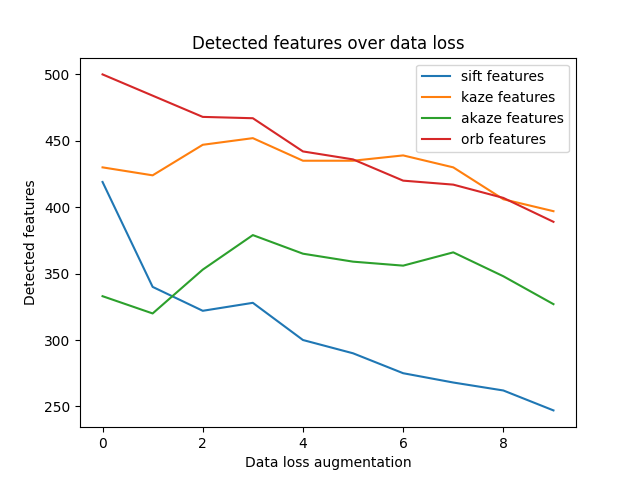 Detected features over data loss
sift features
kaze features
akaze features
orb features
500
450
400
350
300
250
Detected features
0 2 4 6 8
Data loss augmentation